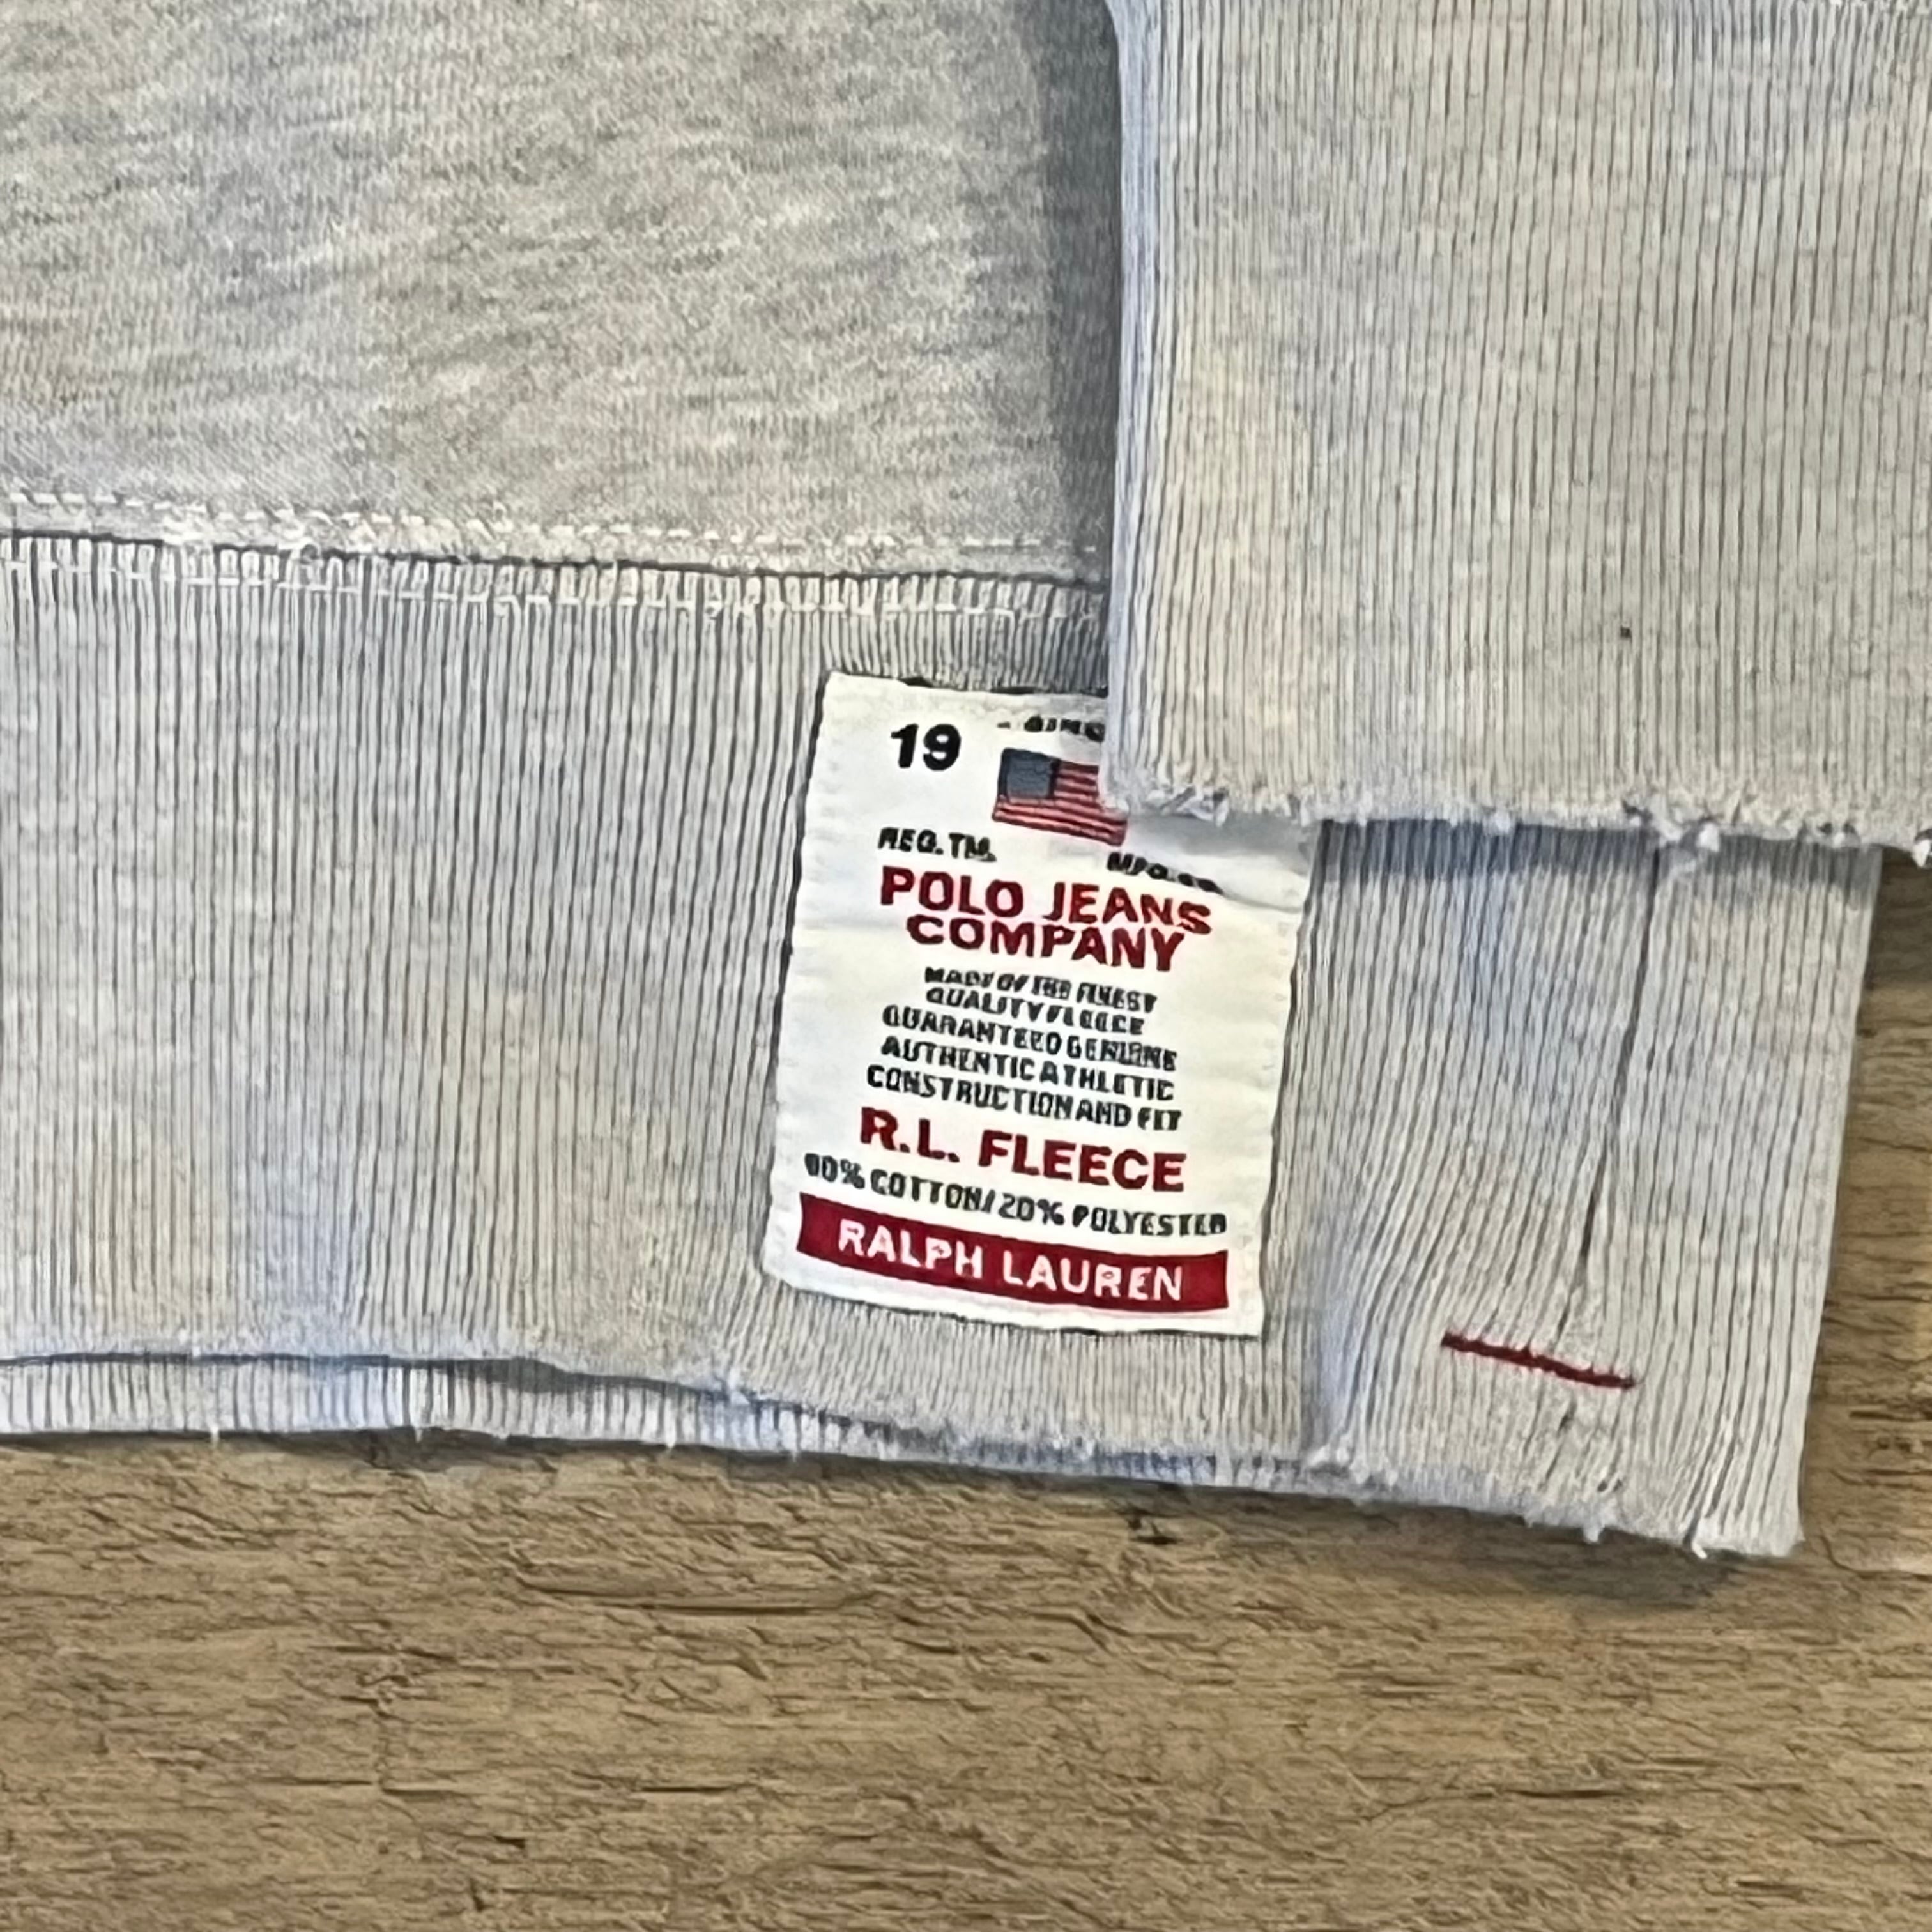 19
REG. TM.
POLO JEANS
COMPANY
MADE OF THE FINEST
QUALITY FLEECE
GUARANTEED GENUINE
AUTHENTIC ATHLETIC
CONSTRUCTION AND FIT
R.L. FLEECE
80% COTTON/20% POLYESTER
RALPH LAUREN